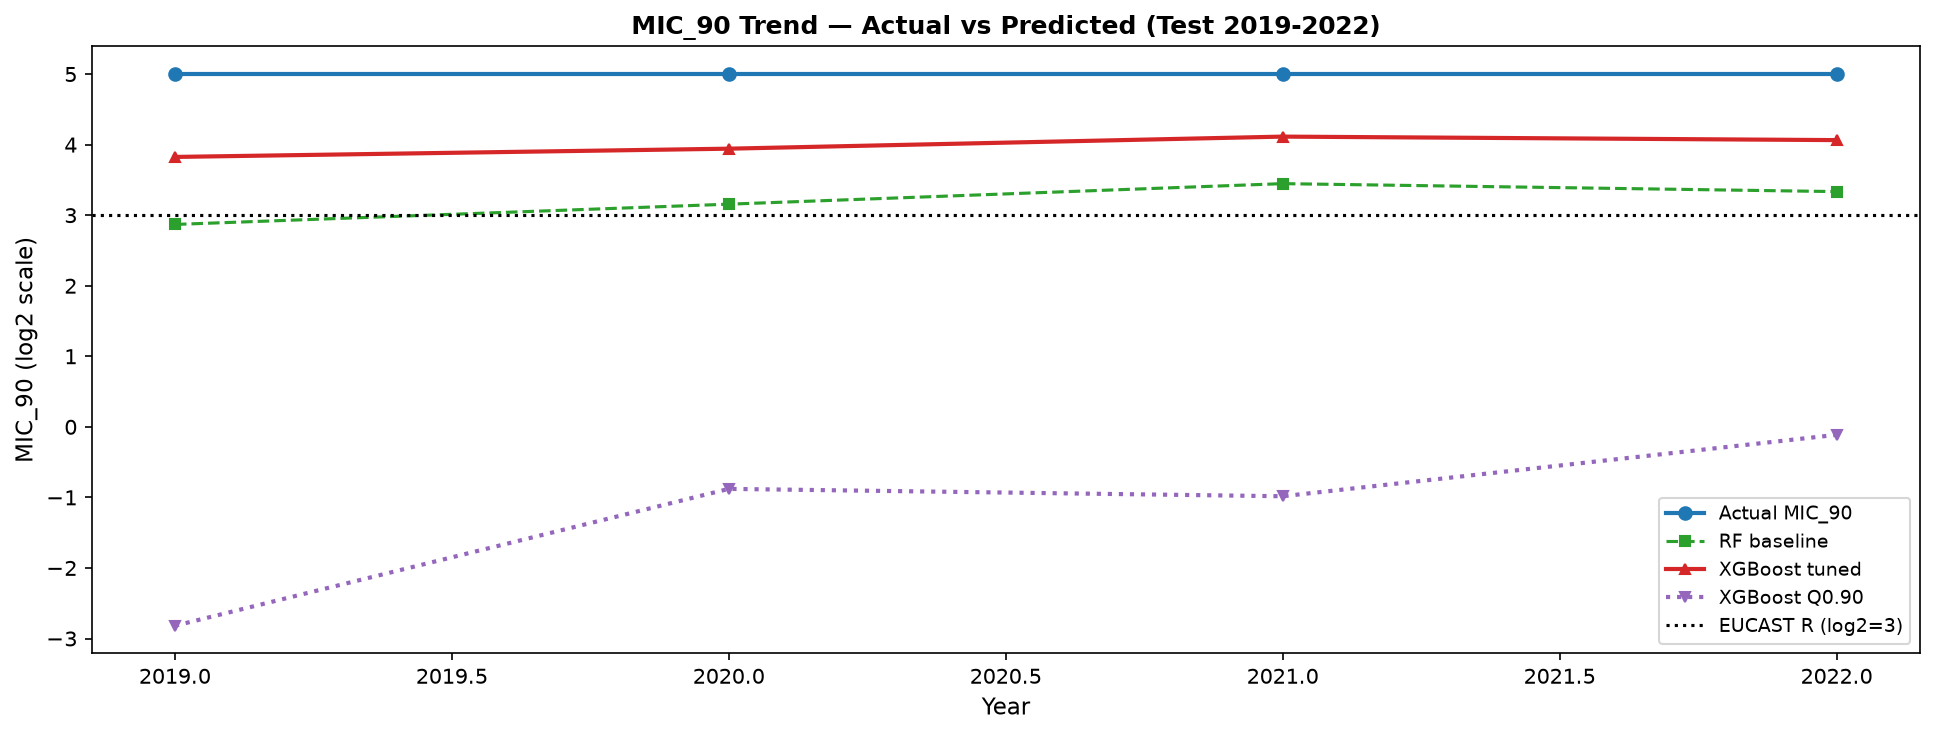 MIC_90 Trend — Actual vs Predicted (Test 2019-2022)
MIC_90 (log2 scale)
5
4
3
2
1
0
−1
−2
−3
Actual MIC_90
RF baseline
XGBoost tuned
XGBoost Q0.90
EUCAST R (log2=3)
2019.0 2019.5 2020.0 2020.5 2021.0 2021.5 2022.0
Year